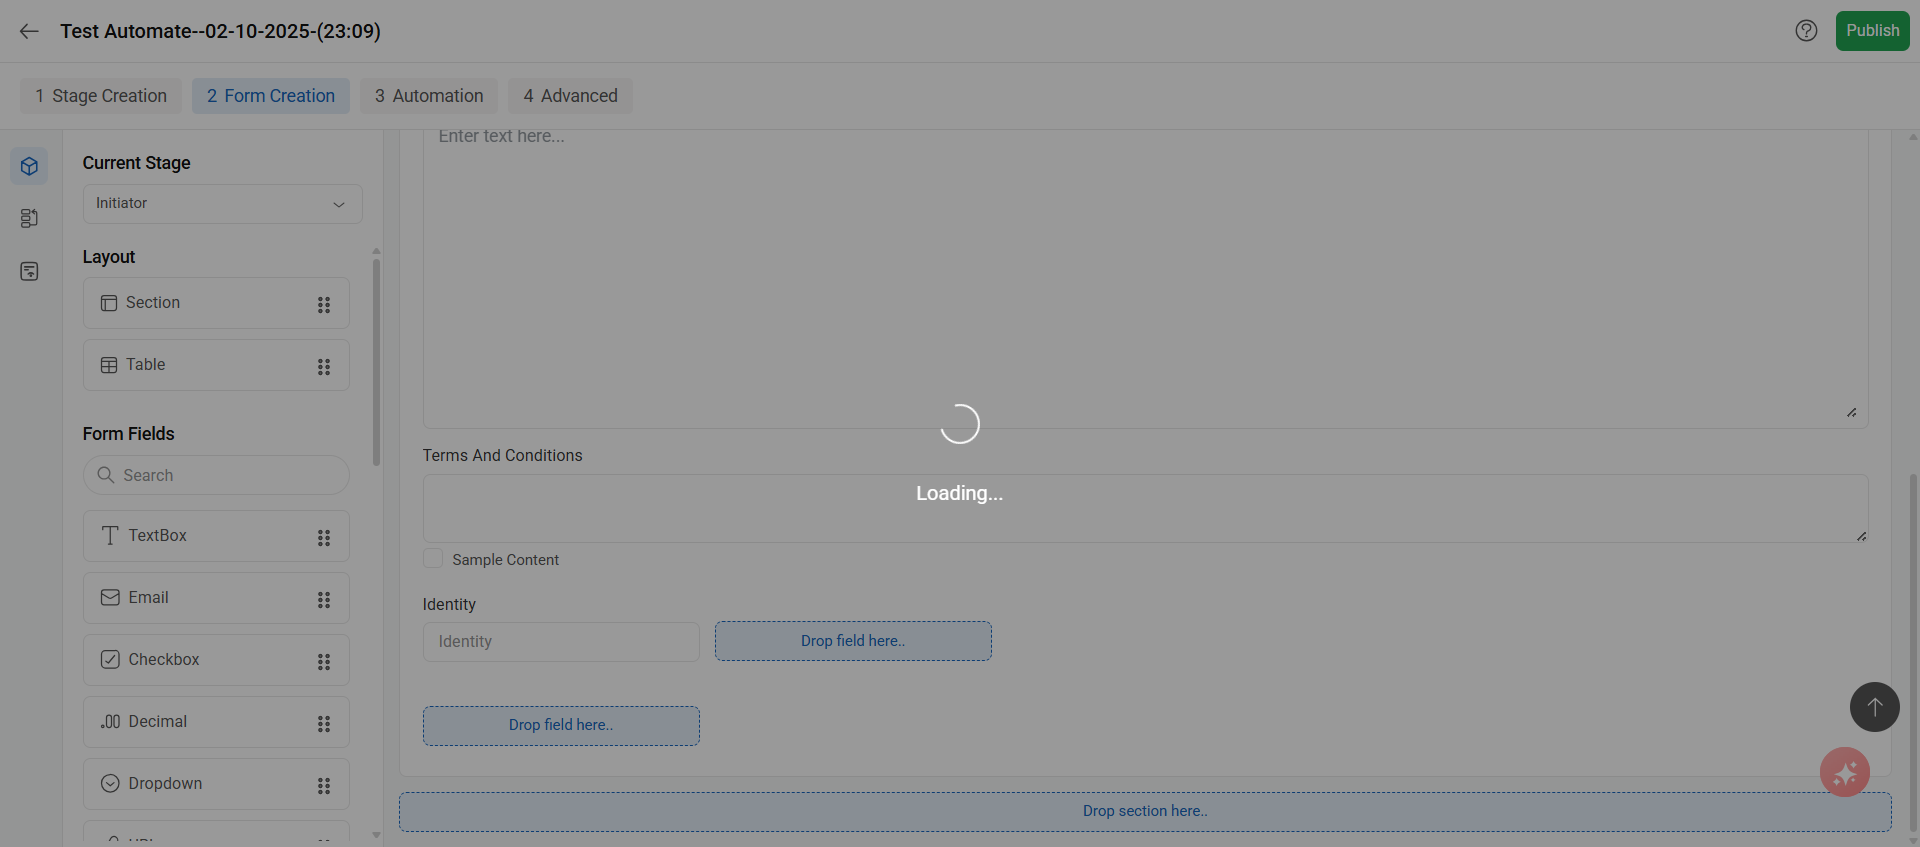 Test Automate--02-10-2025-(23:09)
Publish
1 Stage Creation
2 Form Creation
3 Automation
4 Advanced
Current Stage
Initiator
Layout
Section
Table
Form Fields
Search
TextBox
Email
Checkbox
Decimal
Dropdown
Enter text here...
Loading...
Terms And Conditions
Sample Content
Identity
Identity
Drop field here..
Drop field here..
Drop section here..